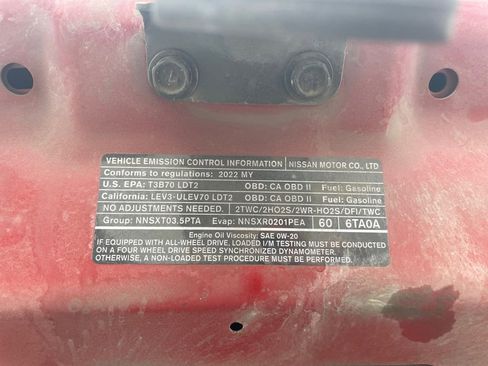 VEHICLE EMISSION CONTROL INFORMATION NISSAN MOTOR CO., LTD
Conforms to regulations: 2022 MY
U.S. EPA: T3B70 LDT2 OBD: CA OBD II Fuel: Gasoline
California: LEV3-ULEV70 LDT2 OBD: CA OBD II Fuel: Gasoline
NO ADJUSTMENTS NEEDED. 2TWC/2HO2S/2WR-HO2S/DFI/TWC
Group: NNSXT03.5PTA Evap: NNSXR0201PEA 60 6TA0A
Engine Oil Viscosity: SAE 0W-20
IF EQUIPPED WITH ALL-WHEEL DRIVE, LOADED I/M TESTING MUST BE CONDUCTED
ON A FOUR WHEEL DRIVE SPEED SYNCHRONIZED DYNAMOMETER.
OTHERWISE, A NON-LOADED TEST PROCEDURE MUST BE PERFORMED.